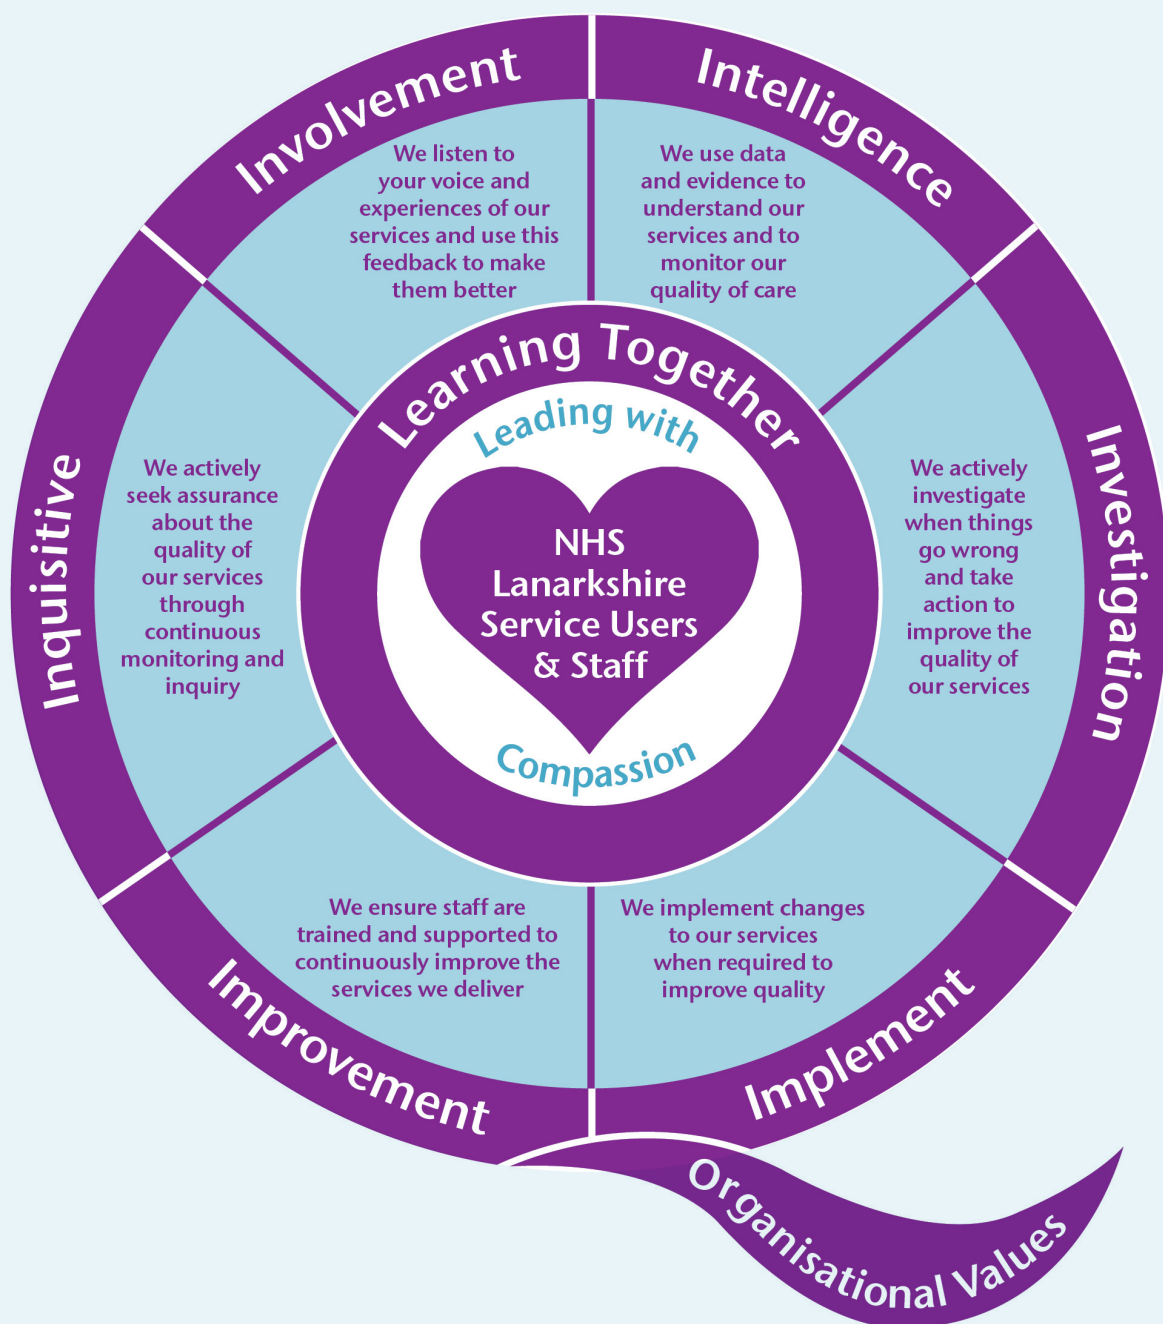 Involvement
We listen to
your voice and
experiences of our
services and use this
feedback to make
them better
Intelligence
We use data
and evidence to
understand our
services and to
monitor our
quality of care
Investigation
We actively
investigate
when things
go wrong
and take
action to
improve the
quality of
our services
Implement
We implement changes
to our services
when required to
improve quality
Improvement
We ensure staff are
trained and supported to
continuously improve the
services we deliver
Inquisitive
We actively
seek assurance
about the
quality of
our services
through
continuous
monitoring and
inquiry
Learning Together
Leading with
NHS
Lanarkshire
Service Users
& Staff
Compassion
Organisational Values